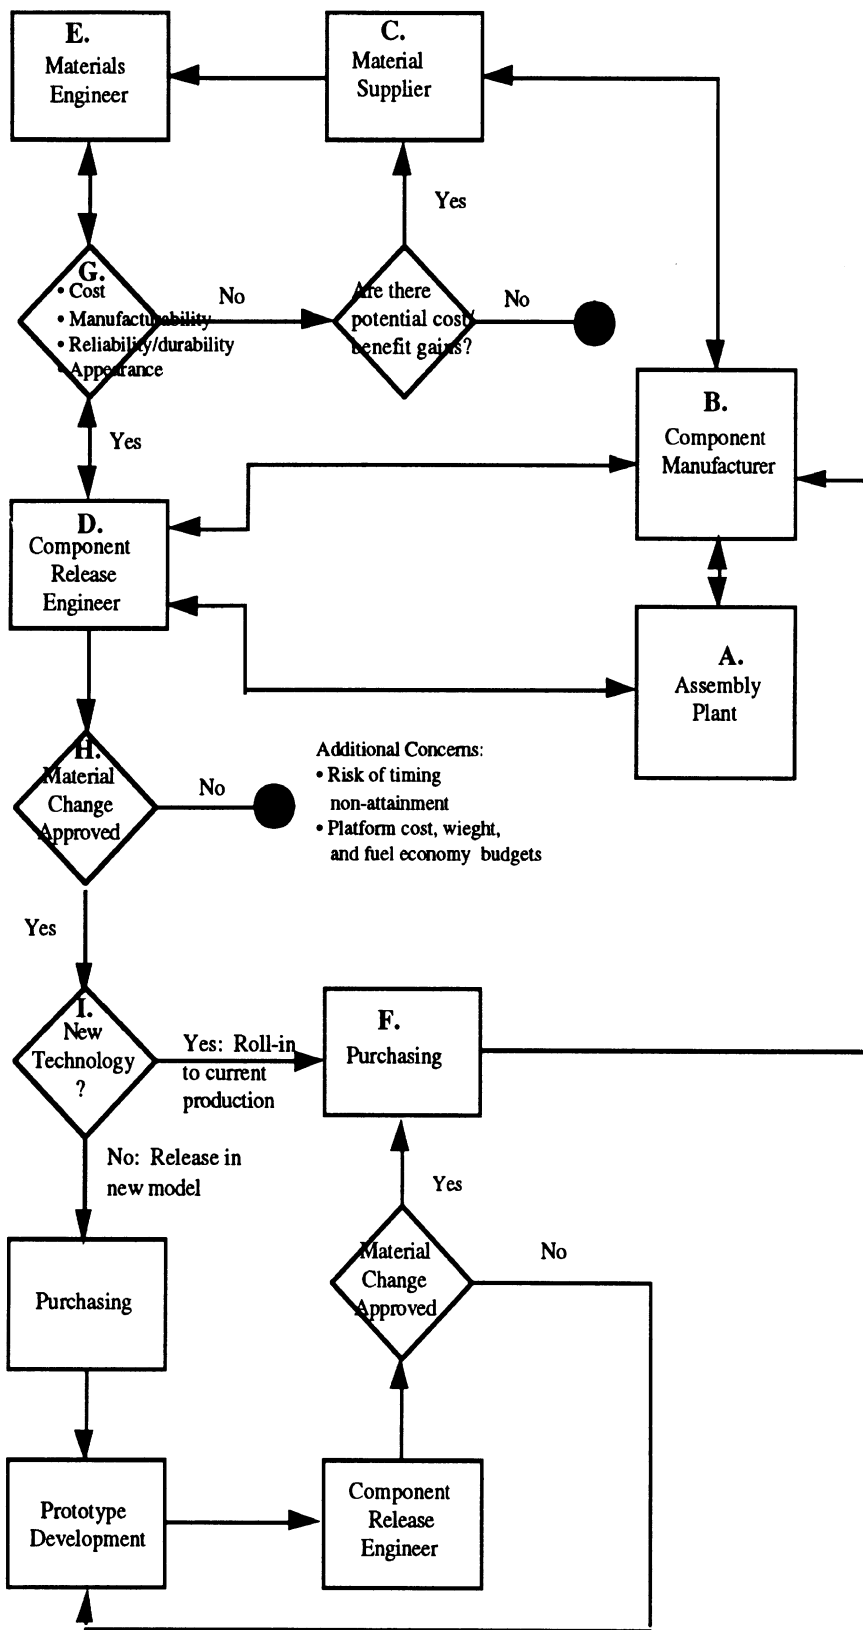 E.
Materials
Engineer
C.
Material
Supplier
Yes
G.
• Cost
• Manufacturability
• Reliability/durability
• Appearance
No
Are there
potential cost/
benefit gains?
No
B.
Component
Manufacturer
Yes
D.
Component
Release
Engineer
A.
Assembly
Plant
H.
Material
Change
Approved
No
Additional Concerns:
• Risk of timing
non-attainment
• Platform cost, wieght,
and fuel economy budgets
Yes
I.
New
Technology
?
Yes: Roll-in
to current
production
F.
Purchasing
No: Release in
new model
Yes
Purchasing
Material
Change
Approved
No
Prototype
Development
Component
Release
Engineer